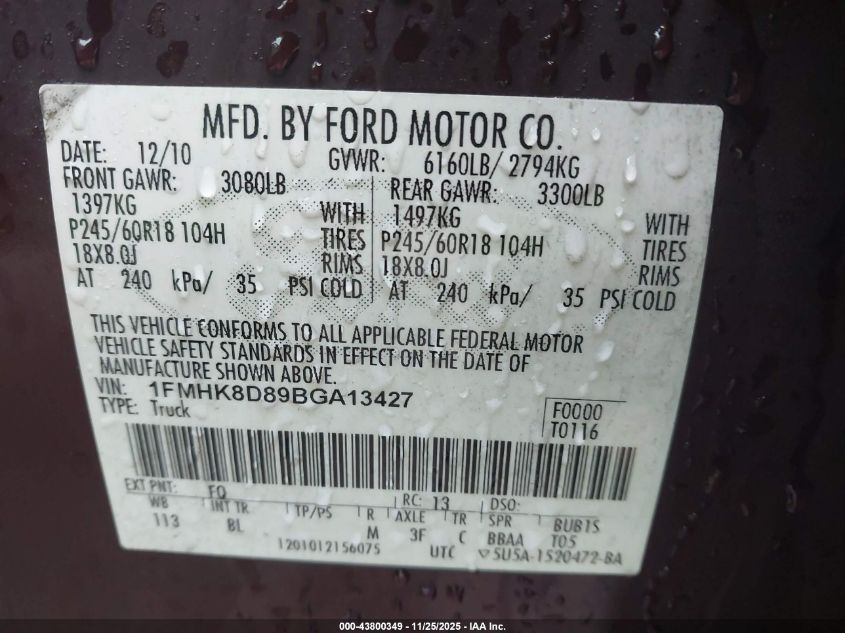 MFD. BY FORD MOTOR CO.
DATE: 12/10 GVWR: 6160LB/ 2794KG
FRONT GAWR: 3080LB REAR GAWR: 3300LB
1397KG WITH 1497KG WITH
P245/60R18 104H TIRES P245/60R18 104H TIRES
18X8.0J RIMS 18X8.0J RIMS
AT 240 kPa/ 35 PSI COLD AT 240 kPa/ 35 PSI COLD
THIS VEHICLE CONFORMS TO ALL APPLICABLE FEDERAL MOTOR
VEHICLE SAFETY STANDARDS IN EFFECT ON THE DATE OF
MANUFACTURE SHOWN ABOVE.
VIN: 1FMHK8D89BGA13427
TYPE: Truck F0000
T0116
EXT PNT: FQ RC: 13 DSO:
WB INT TR TP/PS R AXLE TR SPR BUB1S
113 BL M 3F C BBAA T05
1201012156075 UTC ▽5U5A-1520472-BA
000-43800349 - 11/25/2025 - IAA Inc.